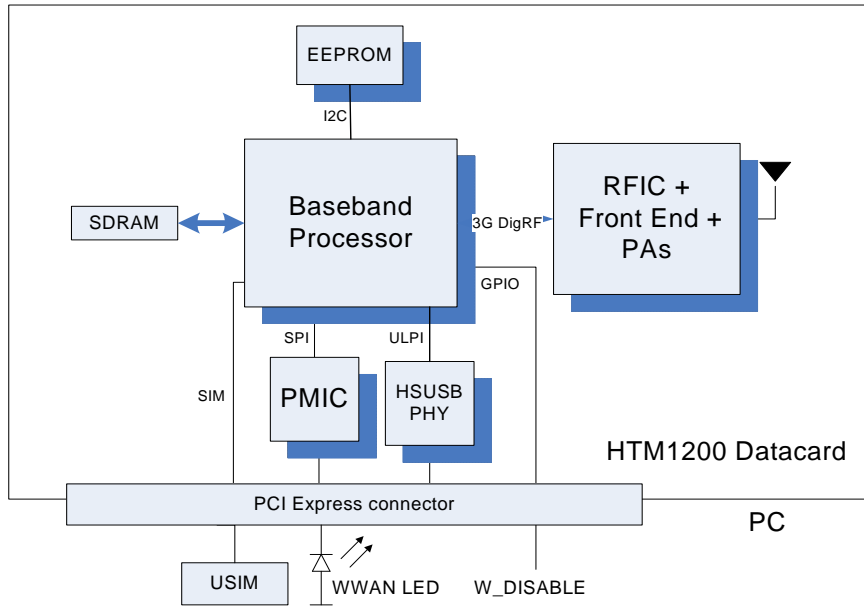 EEPROM
I2C
Baseband
Processor
SDRAM
3G DigRF
RFIC +
Front End +
PAs
GPIO
SPI
ULPI
SIM
PMIC
HSUSB
PHY
HTM1200 Datacard
PCI Express connector
PC
USIM
WWAN LED
W_DISABLE